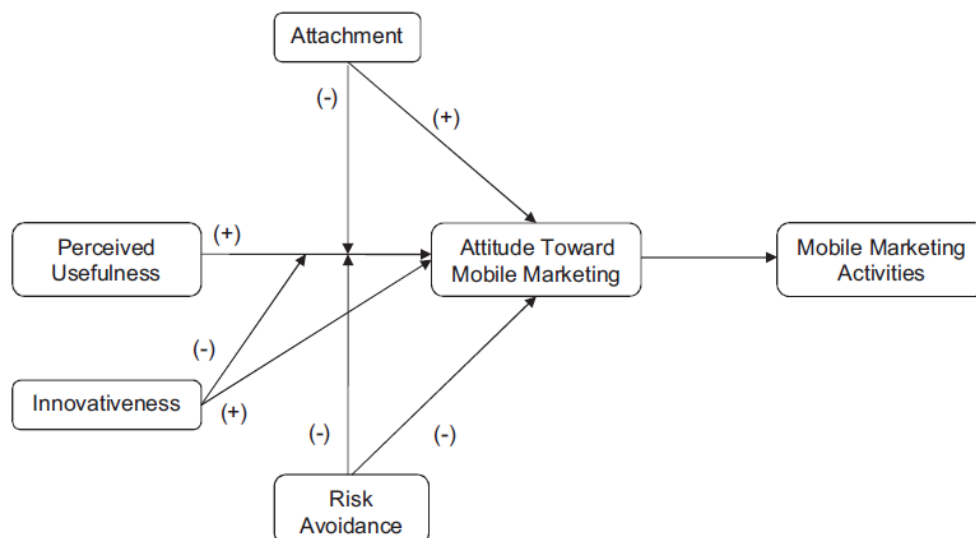 Attachment
(-)
(+)
Perceived
Usefulness
(+)
Attitude Toward
Mobile Marketing
Mobile Marketing
Activities
(-)
Innovativeness
(+)
(-)
(-)
Risk
Avoidance